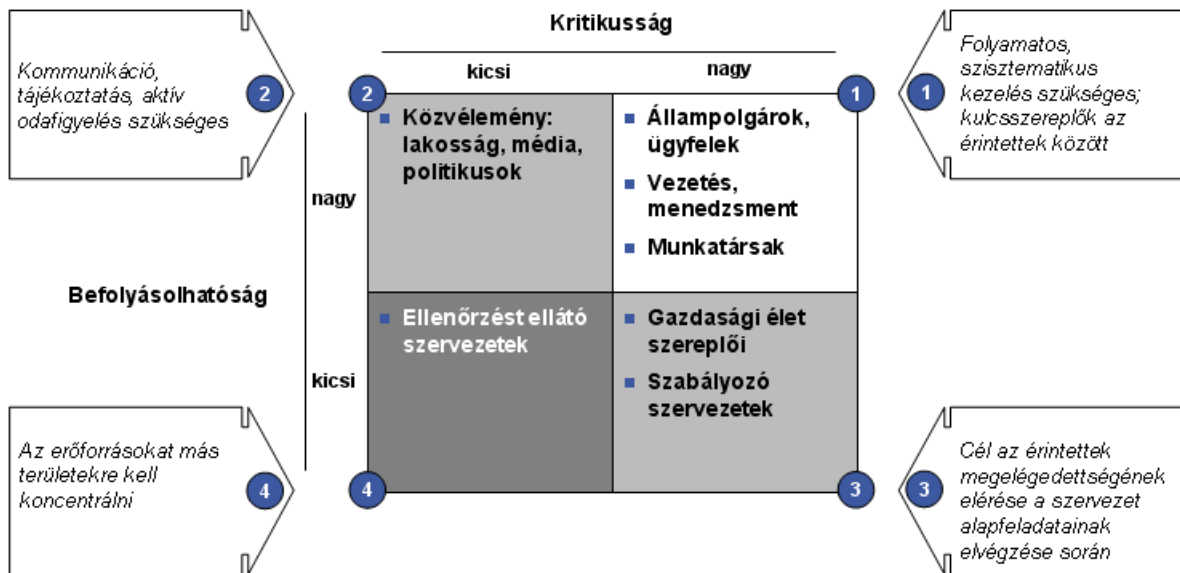 Kritikusság
kicsi
nagy
Kommunikáció,
tájékoztatás, aktív
odafigyelés szükséges
2
2
1
1
Folyamatos,
szisztematikus
kezelés szükséges;
kulcsszereplők az
érintettek között
Befolyásolhatóság
nagy
Közvélemény:
lakosság, média,
politikusok
Állampolgárok,
ügyfelek
Vezetés,
menedzsment
Munkatársak
kicsi
Ellenőrzést ellátó
szervezetek
Gazdasági élet
szereplői
Szabályozó
szervezetek
Az erőforrásokat más
területekre kell
koncentrálni
4
4
3
3
Cél az érintettek
megelégedettségének
elérése a szervezet
alapfeladatainak
elvégzése során